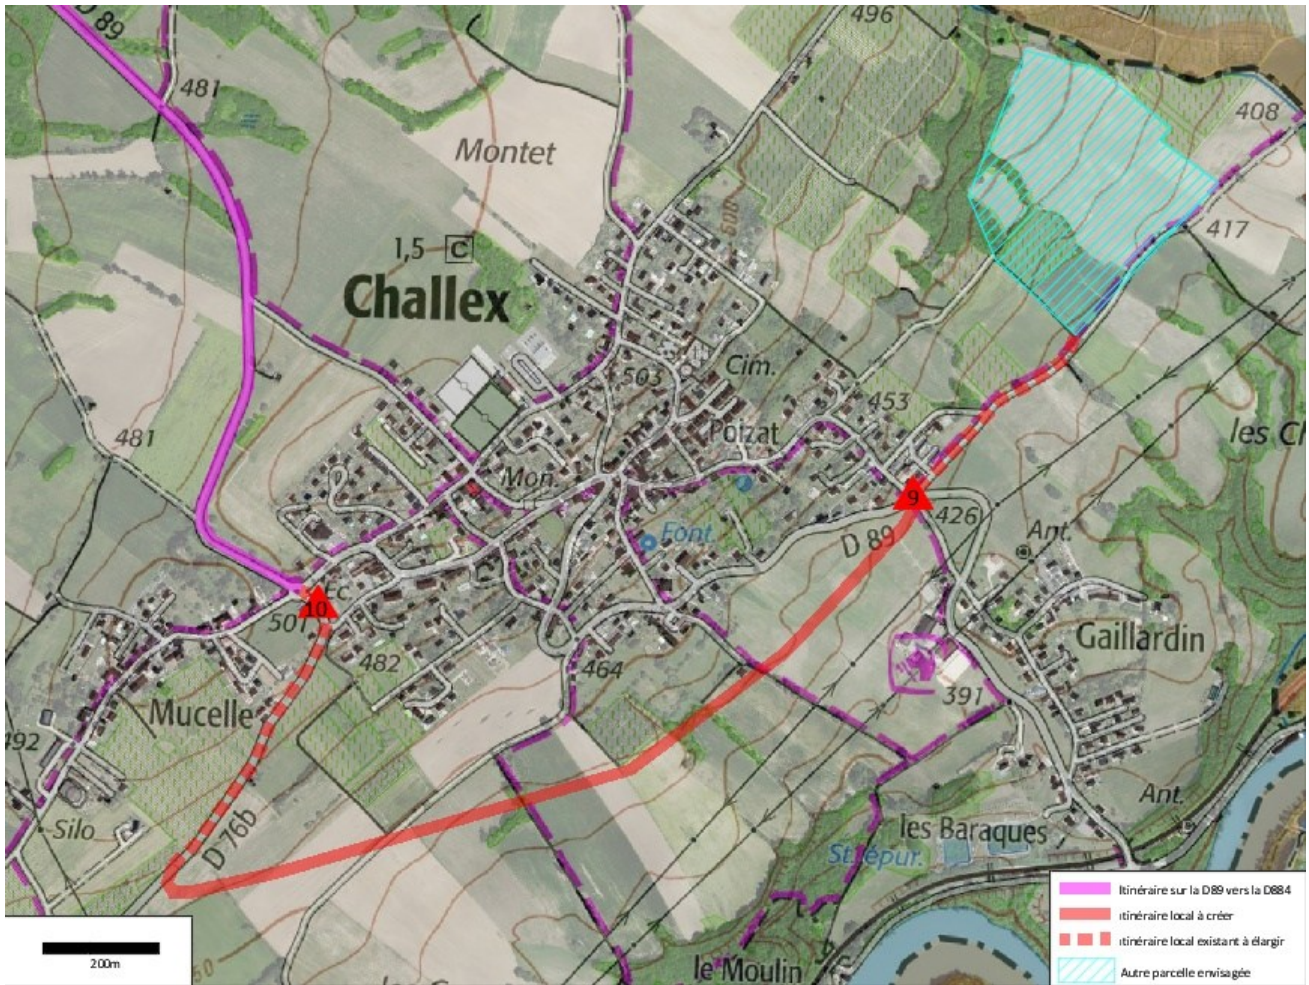 D 89
496
481
408
Montet
417
1,5 C
508
Challex
503
Cim.
453
481
Poizat
les Cl
Mon.
9
426
Font.
D 89
Ant.
10
501
482
464
Gaillardin
391
Mucelle
492
Ant.
Silo
D 76b
les Baraques
St. épur.
le Moulin
200m
Itinéraire sur la D89 vers la D884
Itinéraire local à créer
Itinéraire local existant à élargir
Autre parcelle envisagée